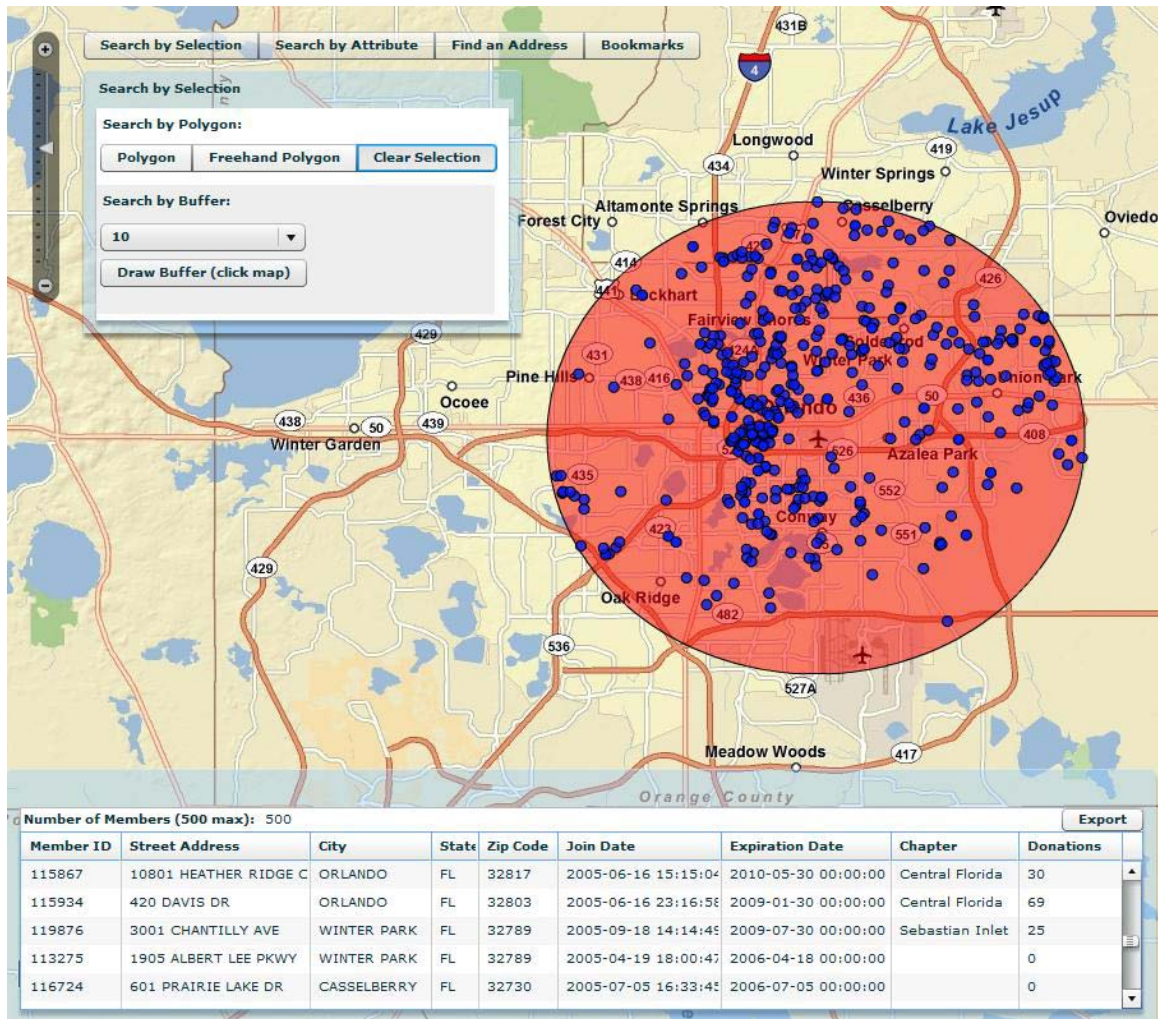 431B
Search by Selection Search by Attribute Find an Address Bookmarks
4
Search by Selection
Search by Polygon:
Polygon Freehand Polygon Clear Selection
Search by Buffer:
10
Draw Buffer (click map)
Lake Jesup
Longwood
419
434
Winter Springs
Altamonte Springs
Casselberry
Forest City
Oviedo
414
426
441
Lockhart
Fairview Shores
429
431
424A
Goldenrod
Winter Park
Pine Hills
438 416
Union Park
436
50
Ocoee
Orlando
438
50
439
408
Winter Garden
526
Azalea Park
435
552
Conway
423
551
429
Oak Ridge
482
536
527A
Meadow Woods
417
Orange County
Number of Members (500 max): 500 Export
Member ID Street Address City State Zip Code Join Date Expiration Date Chapter Donations
115867 10801 HEATHER RIDGE C ORLANDO FL 32817 2005-06-16 15:15:04 2010-05-30 00:00:00 Central Florida 30
115934 420 DAVIS DR ORLANDO FL 32803 2005-06-16 23:16:58 2009-01-30 00:00:00 Central Florida 69
119876 3001 CHANTILLY AVE WINTER PARK FL 32789 2005-09-18 14:14:49 2009-07-30 00:00:00 Sebastian Inlet 25
113275 1905 ALBERT LEE PKWY WINTER PARK FL 32789 2005-04-19 18:00:47 2006-04-18 00:00:00 0
116724 601 PRAIRIE LAKE DR CASSELBERRY FL 32730 2005-07-05 16:33:45 2006-07-05 00:00:00 0